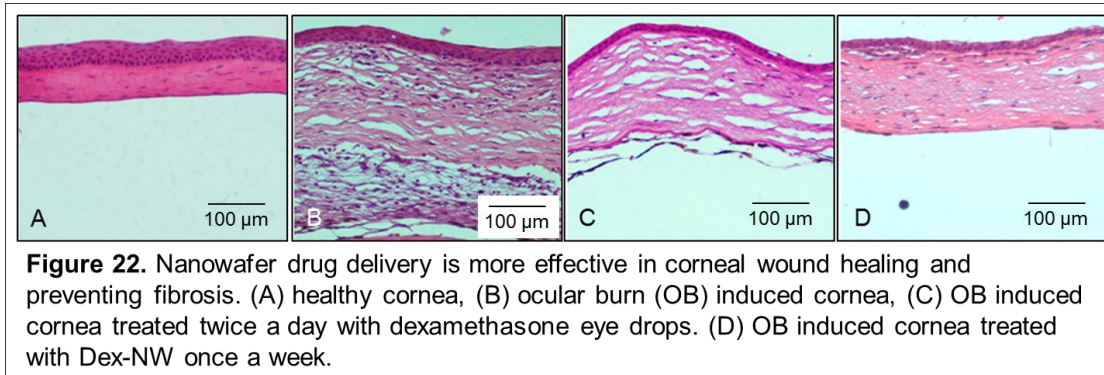 A
100 µm
B
100 µm
C
100 µm
D
100 µm
Figure 22. Nanowafer drug delivery is more effective in corneal wound healing and
preventing fibrosis. (A) healthy cornea, (B) ocular burn (OB) induced cornea, (C) OB induced
cornea treated twice a day with dexamethasone eye drops. (D) OB induced cornea treated
with Dex-NW once a week.